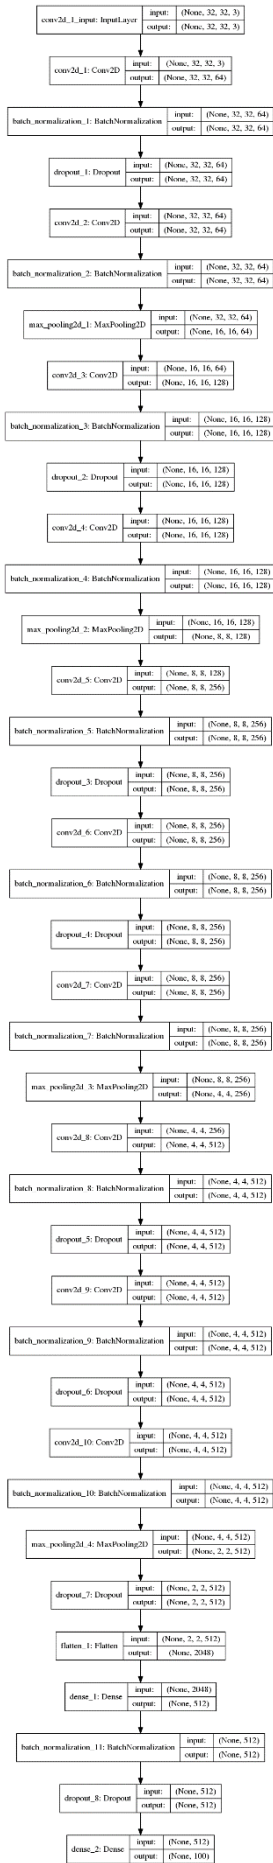 conv2d_1_input: InputLayer input: (None, 32, 32, 3)
output: (None, 32, 32, 3)
conv2d_1: Conv2D input: (None, 32, 32, 3)
output: (None, 32, 32, 64)
batch_normalization_1: BatchNormalization input: (None, 32, 32, 64)
output: (None, 32, 32, 64)
dropout_1: Dropout input: (None, 32, 32, 64)
output: (None, 32, 32, 64)
conv2d_2: Conv2D input: (None, 32, 32, 64)
output: (None, 32, 32, 64)
batch_normalization_2: BatchNormalization input: (None, 32, 32, 64)
output: (None, 32, 32, 64)
max_pooling2d_1: MaxPooling2D input: (None, 32, 32, 64)
output: (None, 16, 16, 64)
conv2d_3: Conv2D input: (None, 16, 16, 64)
output: (None, 16, 16, 128)
batch_normalization_3: BatchNormalization input: (None, 16, 16, 128)
output: (None, 16, 16, 128)
dropout_2: Dropout input: (None, 16, 16, 128)
output: (None, 16, 16, 128)
conv2d_4: Conv2D input: (None, 16, 16, 128)
output: (None, 16, 16, 128)
batch_normalization_4: BatchNormalization input: (None, 16, 16, 128)
output: (None, 16, 16, 128)
max_pooling2d_2: MaxPooling2D input: (None, 16, 16, 128)
output: (None, 8, 8, 128)
conv2d_5: Conv2D input: (None, 8, 8, 128)
output: (None, 8, 8, 256)
batch_normalization_5: BatchNormalization input: (None, 8, 8, 256)
output: (None, 8, 8, 256)
dropout_3: Dropout input: (None, 8, 8, 256)
output: (None, 8, 8, 256)
conv2d_6: Conv2D input: (None, 8, 8, 256)
output: (None, 8, 8, 256)
batch_normalization_6: BatchNormalization input: (None, 8, 8, 256)
output: (None, 8, 8, 256)
dropout_4: Dropout input: (None, 8, 8, 256)
output: (None, 8, 8, 256)
conv2d_7: Conv2D input: (None, 8, 8, 256)
output: (None, 8, 8, 256)
batch_normalization_7: BatchNormalization input: (None, 8, 8, 256)
output: (None, 8, 8, 256)
max_pooling2d_3: MaxPooling2D input: (None, 8, 8, 256)
output: (None, 4, 4, 256)
conv2d_8: Conv2D input: (None, 4, 4, 256)
output: (None, 4, 4, 512)
batch_normalization_8: BatchNormalization input: (None, 4, 4, 512)
output: (None, 4, 4, 512)
dropout_5: Dropout input: (None, 4, 4, 512)
output: (None, 4, 4, 512)
conv2d_9: Conv2D input: (None, 4, 4, 512)
output: (None, 4, 4, 512)
batch_normalization_9: BatchNormalization input: (None, 4, 4, 512)
output: (None, 4, 4, 512)
dropout_6: Dropout input: (None, 4, 4, 512)
output: (None, 4, 4, 512)
conv2d_10: Conv2D input: (None, 4, 4, 512)
output: (None, 4, 4, 512)
batch_normalization_10: BatchNormalization input: (None, 4, 4, 512)
output: (None, 4, 4, 512)
max_pooling2d_4: MaxPooling2D input: (None, 4, 4, 512)
output: (None, 2, 2, 512)
dropout_7: Dropout input: (None, 2, 2, 512)
output: (None, 2, 2, 512)
flatten_1: Flatten input: (None, 2, 2, 512)
output: (None, 2048)
dense_1: Dense input: (None, 2048)
output: (None, 512)
batch_normalization_11: BatchNormalization input: (None, 512)
output: (None, 512)
dropout_8: Dropout input: (None, 512)
output: (None, 512)
dense_2: Dense input: (None, 512)
output: (None, 100)